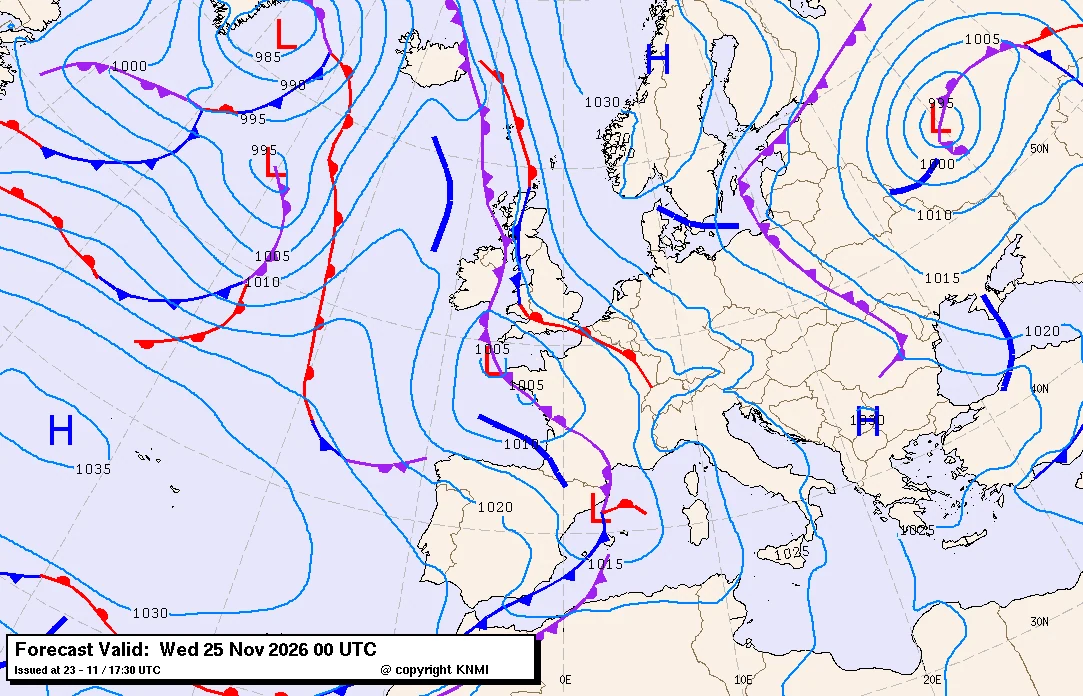 L
H
985
1005
1000
990
1030
995
L
995
995
50N
L
1000
1010
1005
1010
1015
1020
1005
L
1005
40N
H
H
1010
1035
1020
L
1025
1025
1015
1030
30N
Forecast Valid: Wed 25 Nov 2026 00 UTC
Issued at 23 - 11 / 17:30 UTC @ copyright KNMI
0E
10E
20E